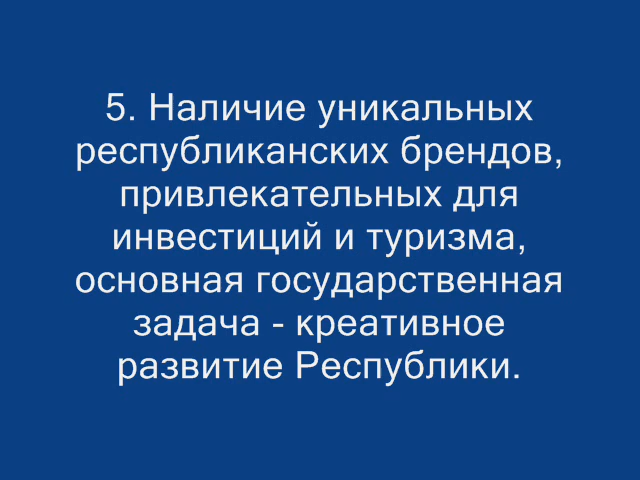 5. Наличие уникальных
республиканских брендов,
привлекательных для
инвестиций и туризма,
основная государственная
задача - креативное
развитие Республики.